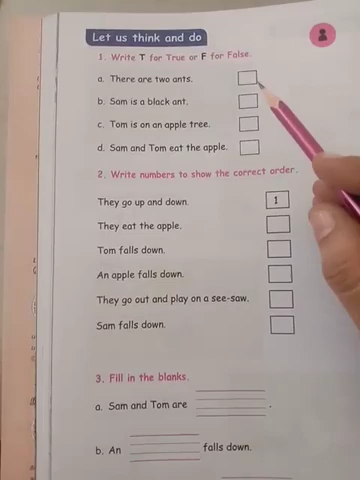 Let us think and do
1. Write T for True or F for False.
a. There are two ants.
b. Sam is a black ant.
c. Tom is on an apple tree.
d. Sam and Tom eat the apple.
2. Write numbers to show the correct order.
They go up and down. 1
They eat the apple.
Tom falls down.
An apple falls down.
They go out and play on a see-saw.
Sam falls down.
3. Fill in the blanks.
a. Sam and Tom are .
b. An falls down.